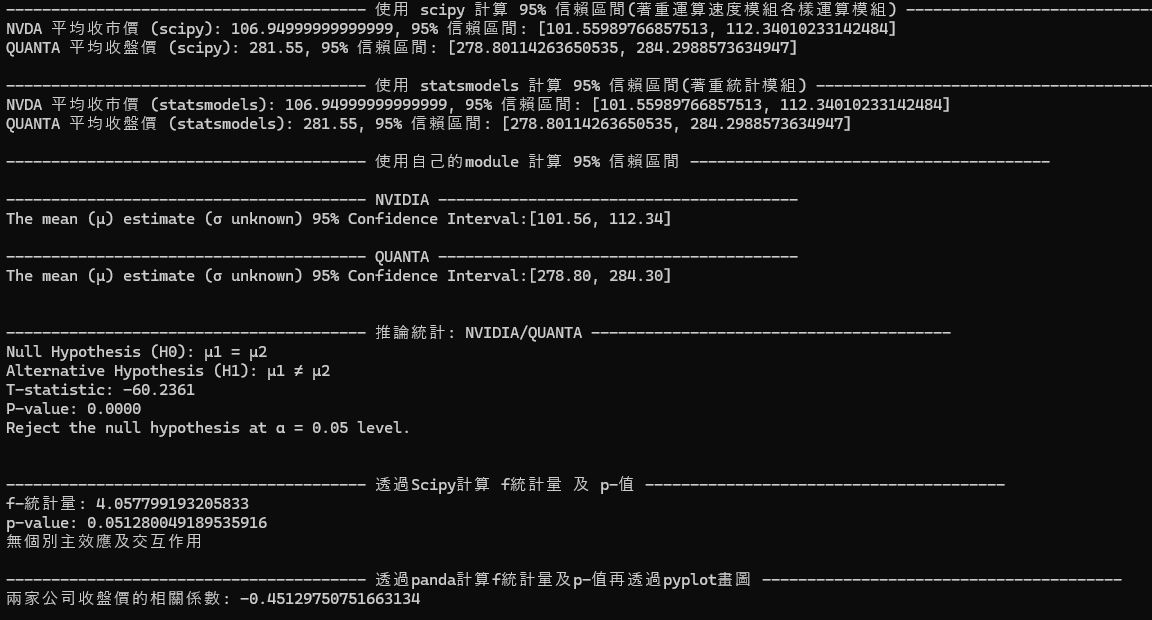 ---------------------------------------- 使用 scipy 計算 95% 信賴區間(著重運算速度模組各樣運算模組) ----------------------------
NVDA 平均收市價 (scipy): 106.94999999999999, 95% 信賴區間: [101.55989766857513, 112.34010233142484]
QUANTA 平均收盤價 (scipy): 281.55, 95% 信賴區間: [278.80114263650535, 284.2988573634947]
---------------------------------------- 使用 statsmodels 計算 95% 信賴區間(著重統計模組) --------------------------------------
NVDA 平均收市價 (statsmodels): 106.94999999999999, 95% 信賴區間: [101.55989766857513, 112.34010233142484]
QUANTA 平均收盤價 (statsmodels): 281.55, 95% 信賴區間: [278.80114263650535, 284.2988573634947]
---------------------------------------- 使用自己的module 計算 95% 信賴區間 ----------------------------------------
---------------------------------------- NVIDIA ----------------------------------------
The mean (μ) estimate (σ unknown) 95% Confidence Interval:[101.56, 112.34]
---------------------------------------- QUANTA ----------------------------------------
The mean (μ) estimate (σ unknown) 95% Confidence Interval:[278.80, 284.30]
---------------------------------------- 推論統計: NVIDIA/QUANTA ----------------------------------------
Null Hypothesis (H0): μ1 = μ2
Alternative Hypothesis (H1): μ1 ≠ μ2
T-statistic: -60.2361
P-value: 0.0000
Reject the null hypothesis at α = 0.05 level.
---------------------------------------- 透過Scipy計算 f統計量 及 p-值 ----------------------------------------
f-統計量: 4.057799193205833
p-value: 0.051280049189535916
無個別主效應及交互作用
---------------------------------------- 透過panda計算f統計量及p-值再透過pyplot畫圖 ----------------------------------------
兩家公司收盤價的相關係數: -0.45129750751663134